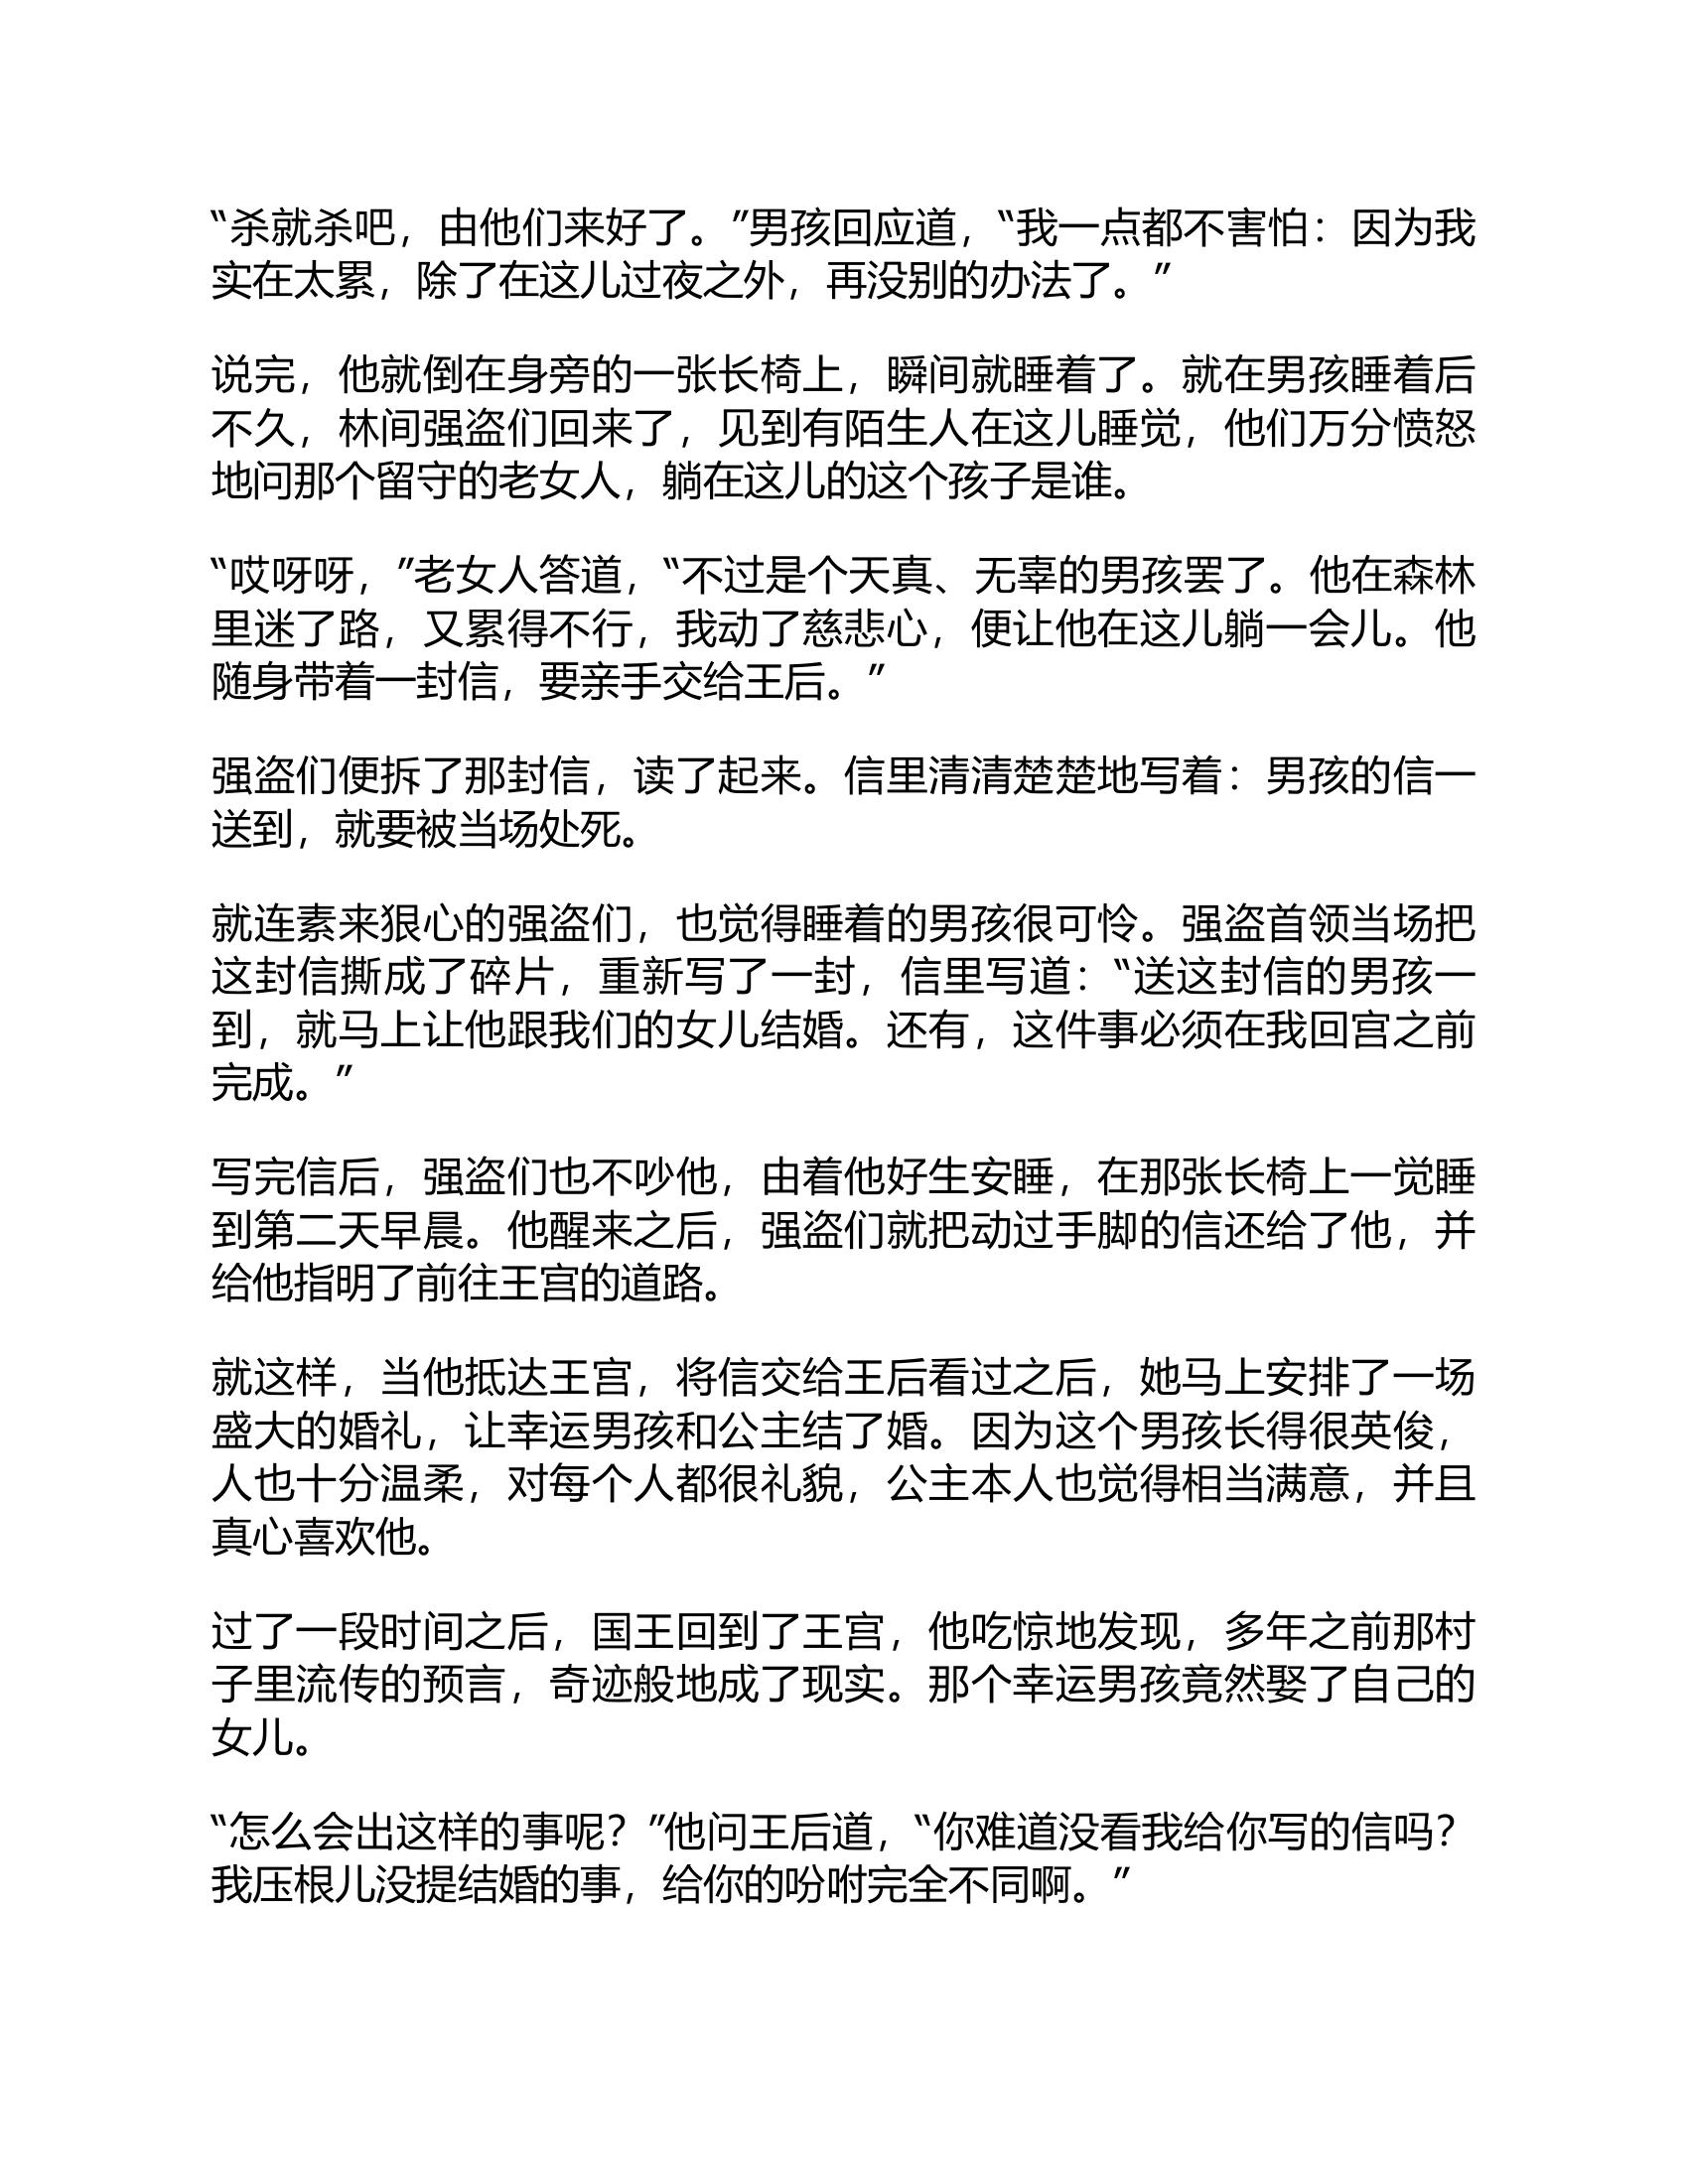 “杀就杀吧，由他们来好了。”男孩回应道，“我一点都不害怕：因为我
实在太累，除了在这儿过夜之外，再没别的办法了。”
说完，他就倒在身旁的一张长椅上，瞬间就睡着了。就在男孩睡着后
不久，林间强盗们回来了，见到有陌生人在这儿睡觉，他们万分愤怒
地问那个留守的老女人，躺在这儿的这个孩子是谁。
“哎呀呀，”老女人答道，“不过是个天真、无辜的男孩罢了。他在森林
里迷了路，又累得不行，我动了慈悲心，便让他在这儿躺一会儿。他
随身带着一封信，要亲手交给王后。”
强盗们便拆了那封信，读了起来。信里清清楚楚地写着：男孩的信一
送到，就要被当场处死。
就连素来狠心的强盗们，也觉得睡着的男孩很可怜。强盗首领当场把
这封信撕成了碎片，重新写了一封，信里写道：“送这封信的男孩一
到，就马上让他跟我们的女儿结婚。还有，这件事必须在我回宫之前
完成。”
写完信后，强盗们也不吵他，由着他好生安睡，在那张长椅上一觉睡
到第二天早晨。他醒来之后，强盗们就把动过手脚的信还给了他，并
给他指明了前往王宫的道路。
就这样，当他抵达王宫，将信交给王后看过之后，她马上安排了一场
盛大的婚礼，让幸运男孩和公主结了婚。因为这个男孩长得很英俊，
人也十分温柔，对每个人都很礼貌，公主本人也觉得相当满意，并且
真心喜欢他。
过了一段时间之后，国王回到了王宫，他吃惊地发现，多年之前那村
子里流传的预言，奇迹般地成了现实。那个幸运男孩竟然娶了自己的
女儿。
“怎么会出这样的事呢？”他问王后道，“你难道没看我给你写的信吗？
我压根儿没提结婚的事，给你的吩咐完全不同啊。”